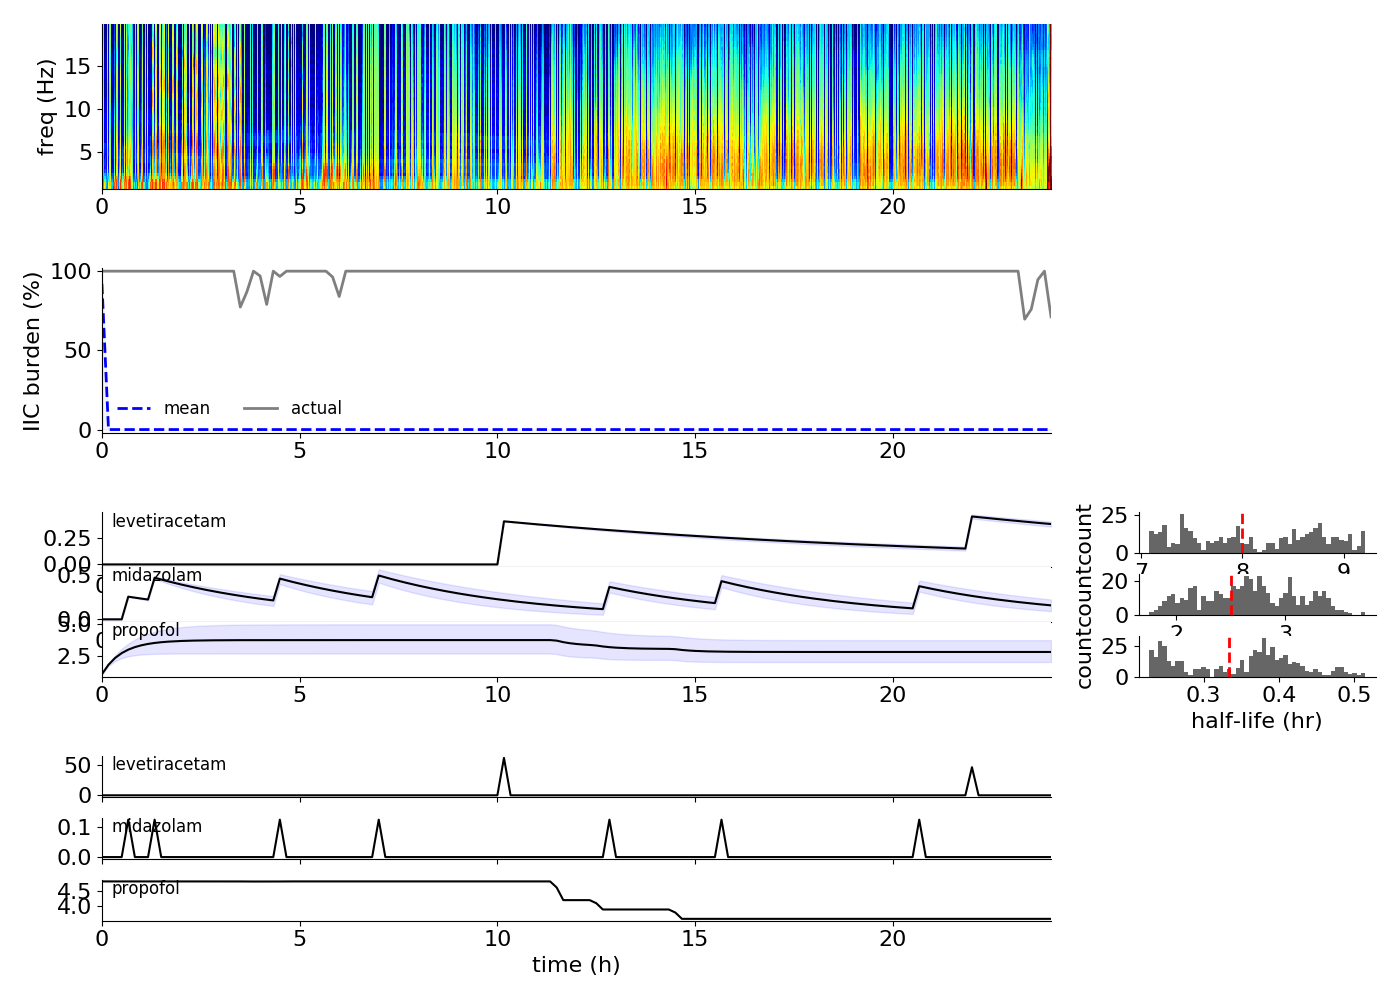 freq (Hz)
15
10
5
0 5 10 15 20
IIC burden (%)
100
50
0
mean actual
0 5 10 15 20
levetiracetam
0.25
0.00
midazolam
0.5
0.0
propofol
5.0
2.5
0 5 10 15 20
count
25
0
7 8 9
count
20
0
2 3
count
25
0
0.3 0.4 0.5
half-life (hr)
levetiracetam
50
0
midazolam
0.1
0.0
propofol
4.5
4.0
0 5 10 15 20
time (h)